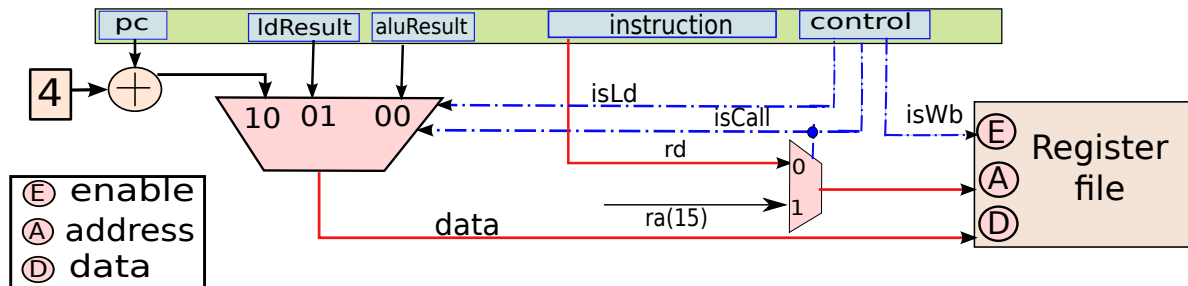 pc
ldResult
aluResult
instruction
control
4
10
01
00
isLd
isCall
isWb
rd
0
1
ra(15)
data
E
A
D
Register
file
E enable
A address
D data